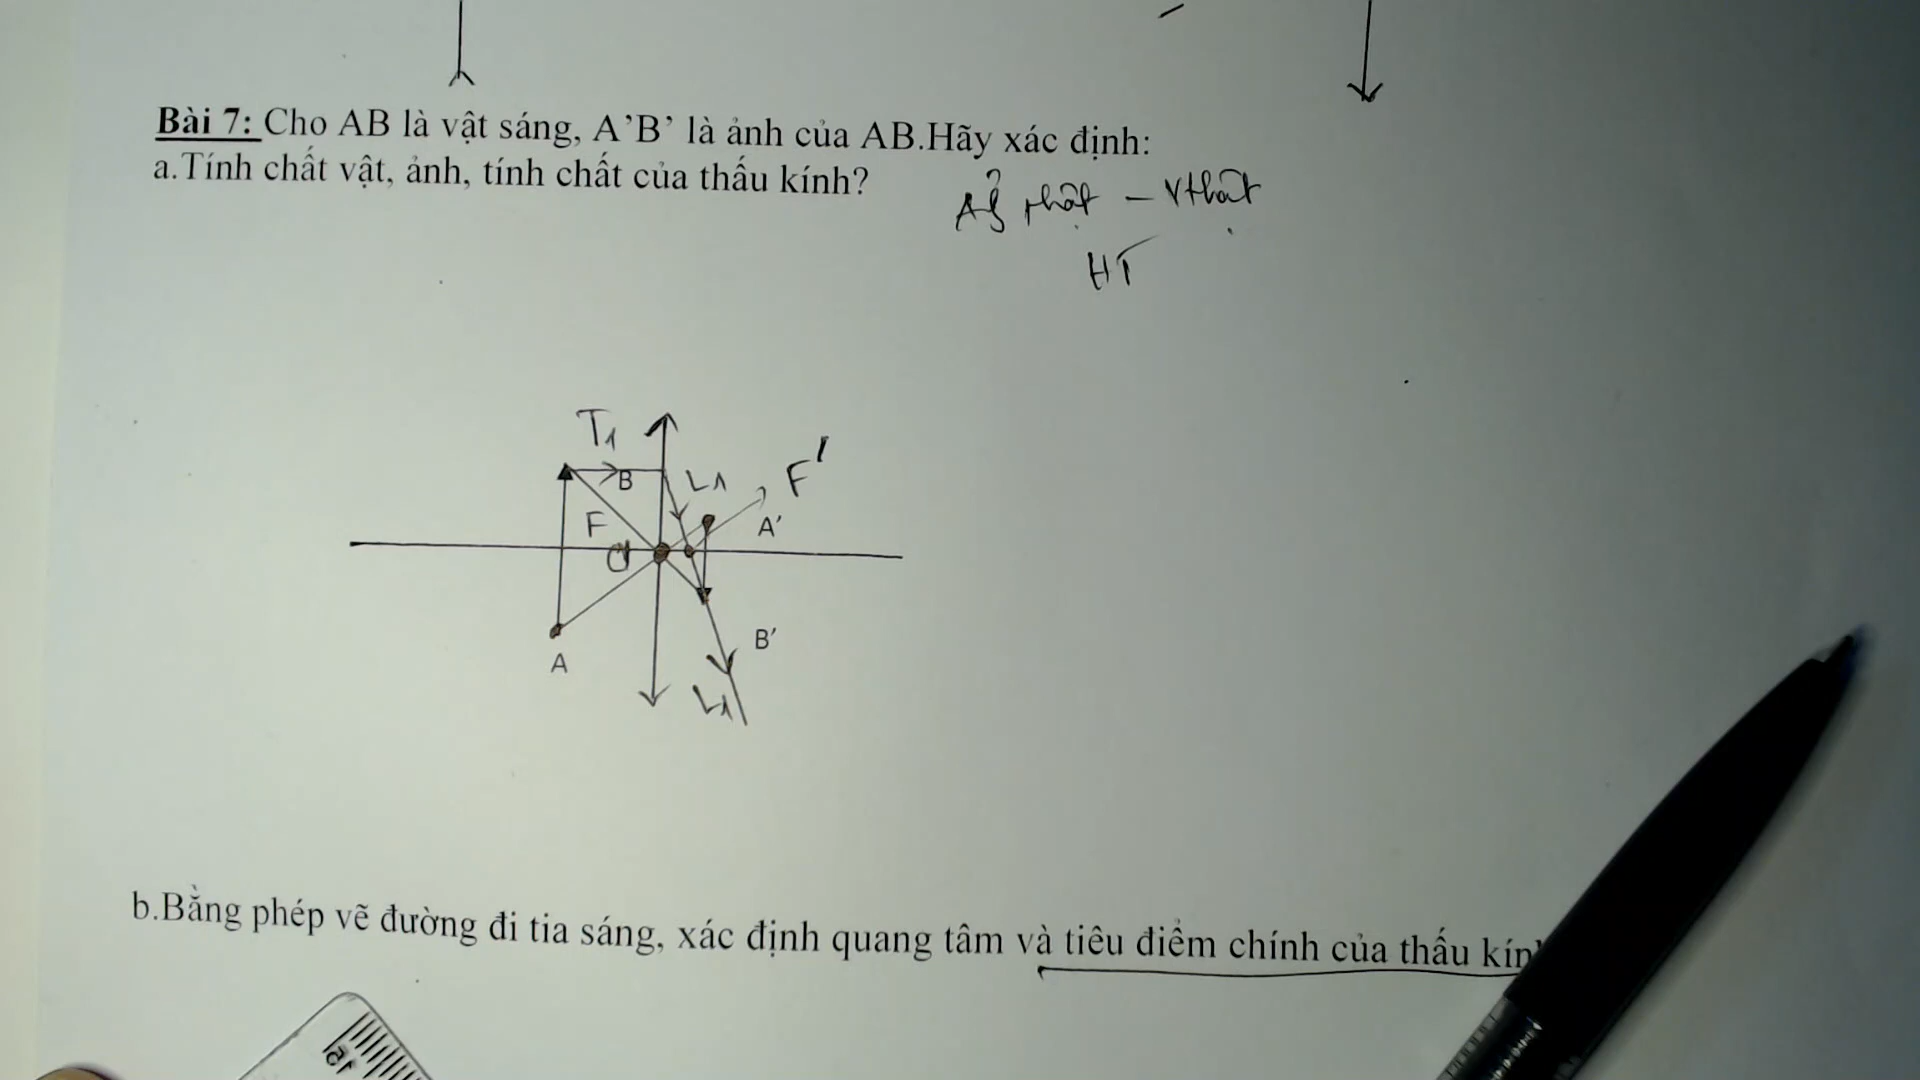 Bài 7: Cho AB là vật sáng, A’B’ là ảnh của AB.Hãy xác định:
a.Tính chất vật, ảnh, tính chất của thấu kính?
thật – Vthật
HT
T1
B
L1
F'
F
A'
O
B'
A
L1
b.Bằng phép vẽ đường đi tia sáng, xác định quang tâm và tiêu điểm chính của thấu
15